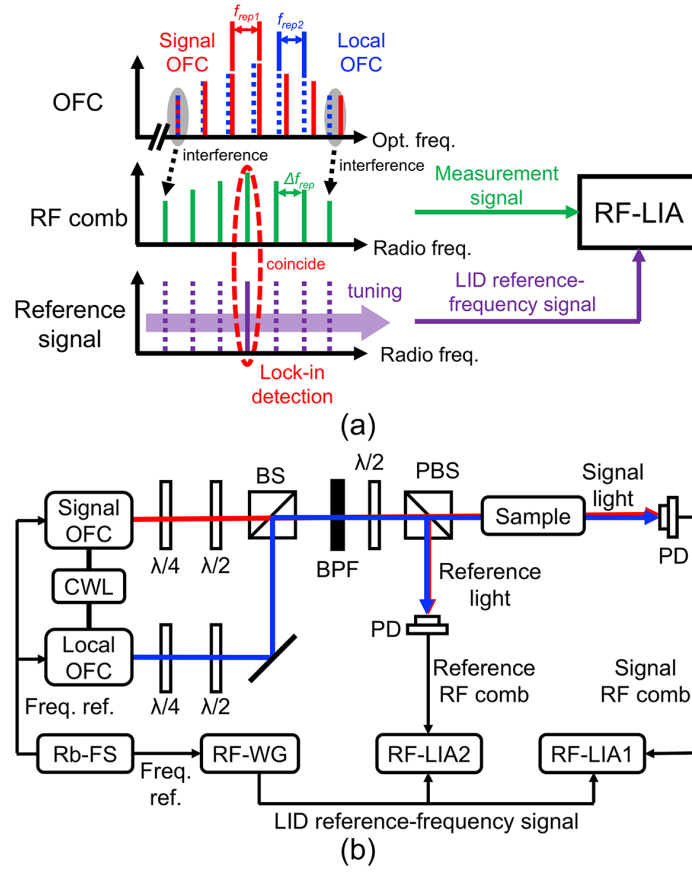 f_rep1
f_rep2
Signal
OFC
Local
OFC
OFC
Opt. freq.
interference
interference
Δf_rep
Measurement
signal
RF comb
RF-LIA
Radio freq.
coincide
LID reference-
frequency signal
tuning
Reference
signal
Radio freq.
Lock-in
detection
(a)
λ/2
BS
PBS
Signal
light
Signal
OFC
Sample
λ/4
λ/2
BPF
PD
CWL
Reference
light
PD
Local
OFC
Reference
RF comb
Signal
RF comb
Freq. ref.
λ/4
λ/2
Rb-FS
RF-WG
RF-LIA2
RF-LIA1
Freq.
ref.
LID reference-frequency signal
(b)